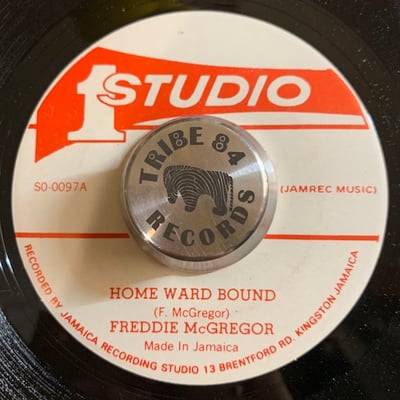 1 STUDIO
TRIBE 84
RECORDS
SO-0097A
(JAMREC MUSIC)
HOME WARD BOUND
(F. McGregor)
FREDDIE McGREGOR
Made In Jamaica
RECORDED BY JAMAICA RECORDING STUDIO 13 BRENTFORD RD. KINGSTON JAMAICA